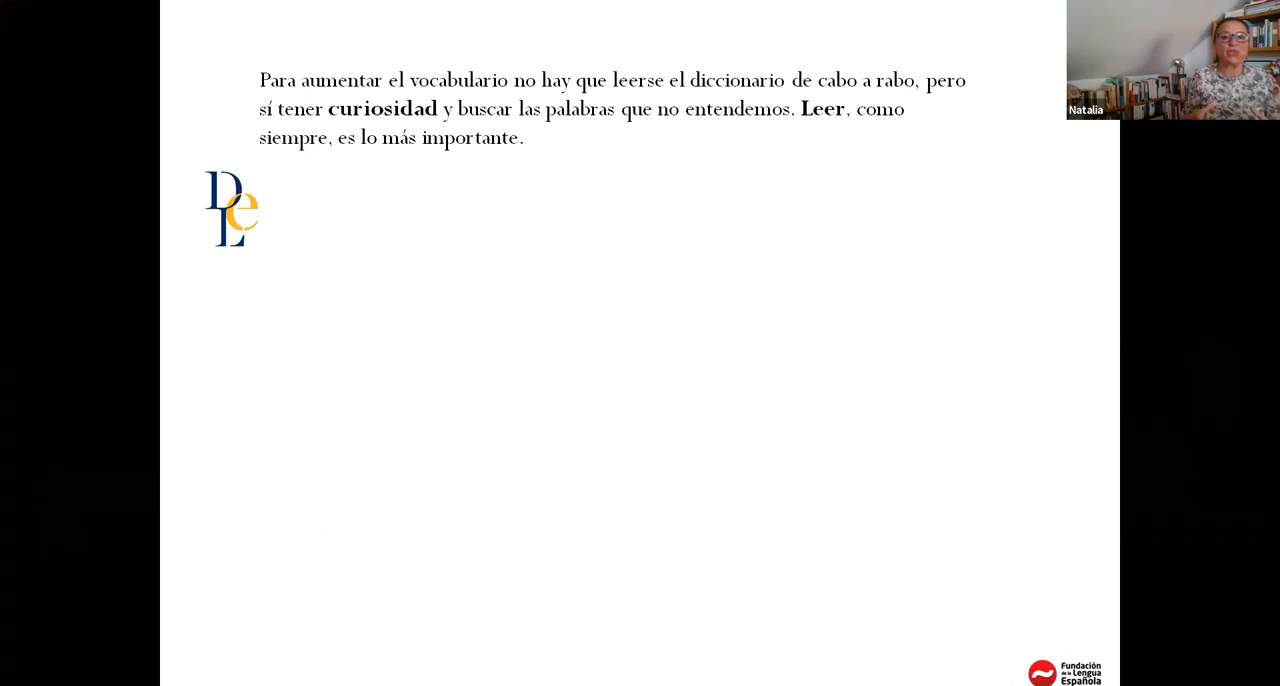 Para aumentar el vocabulario no hay que leerse el diccionario de cabo a rabo, pero
sí tener curiosidad y buscar las palabras que no entendemos. Leer, como
siempre, es lo más importante.
Natalia
DLe
Fundación
de la Lengua
Española